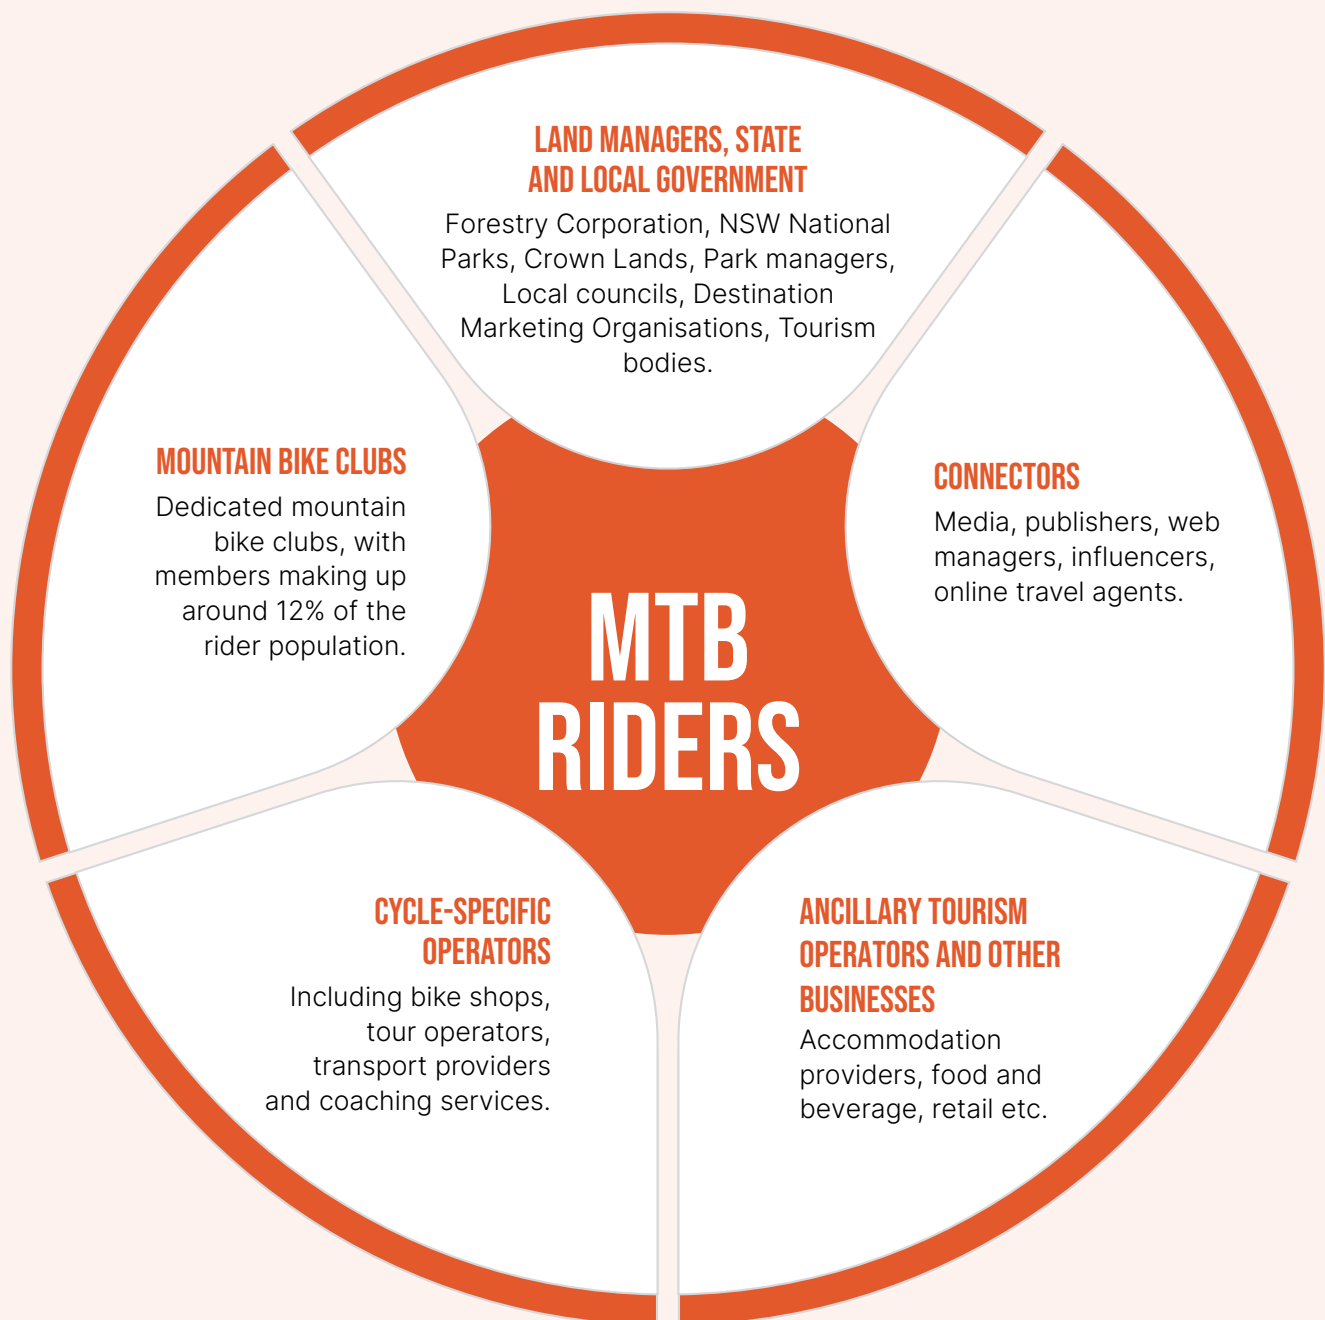 LAND MANAGERS, STATE
AND LOCAL GOVERNMENT
Forestry Corporation, NSW National
Parks, Crown Lands, Park managers,
Local councils, Destination
Marketing Organisations, Tourism
bodies.
MOUNTAIN BIKE CLUBS
Dedicated mountain
bike clubs, with
members making up
around 12% of the
rider population.
CONNECTORS
Media, publishers, web
managers, influencers,
online travel agents.
MTB
RIDERS
CYCLE-SPECIFIC
OPERATORS
Including bike shops,
tour operators,
transport providers
and coaching services.
ANCILLARY TOURISM
OPERATORS AND OTHER
BUSINESSES
Accommodation
providers, food and
beverage, retail etc.